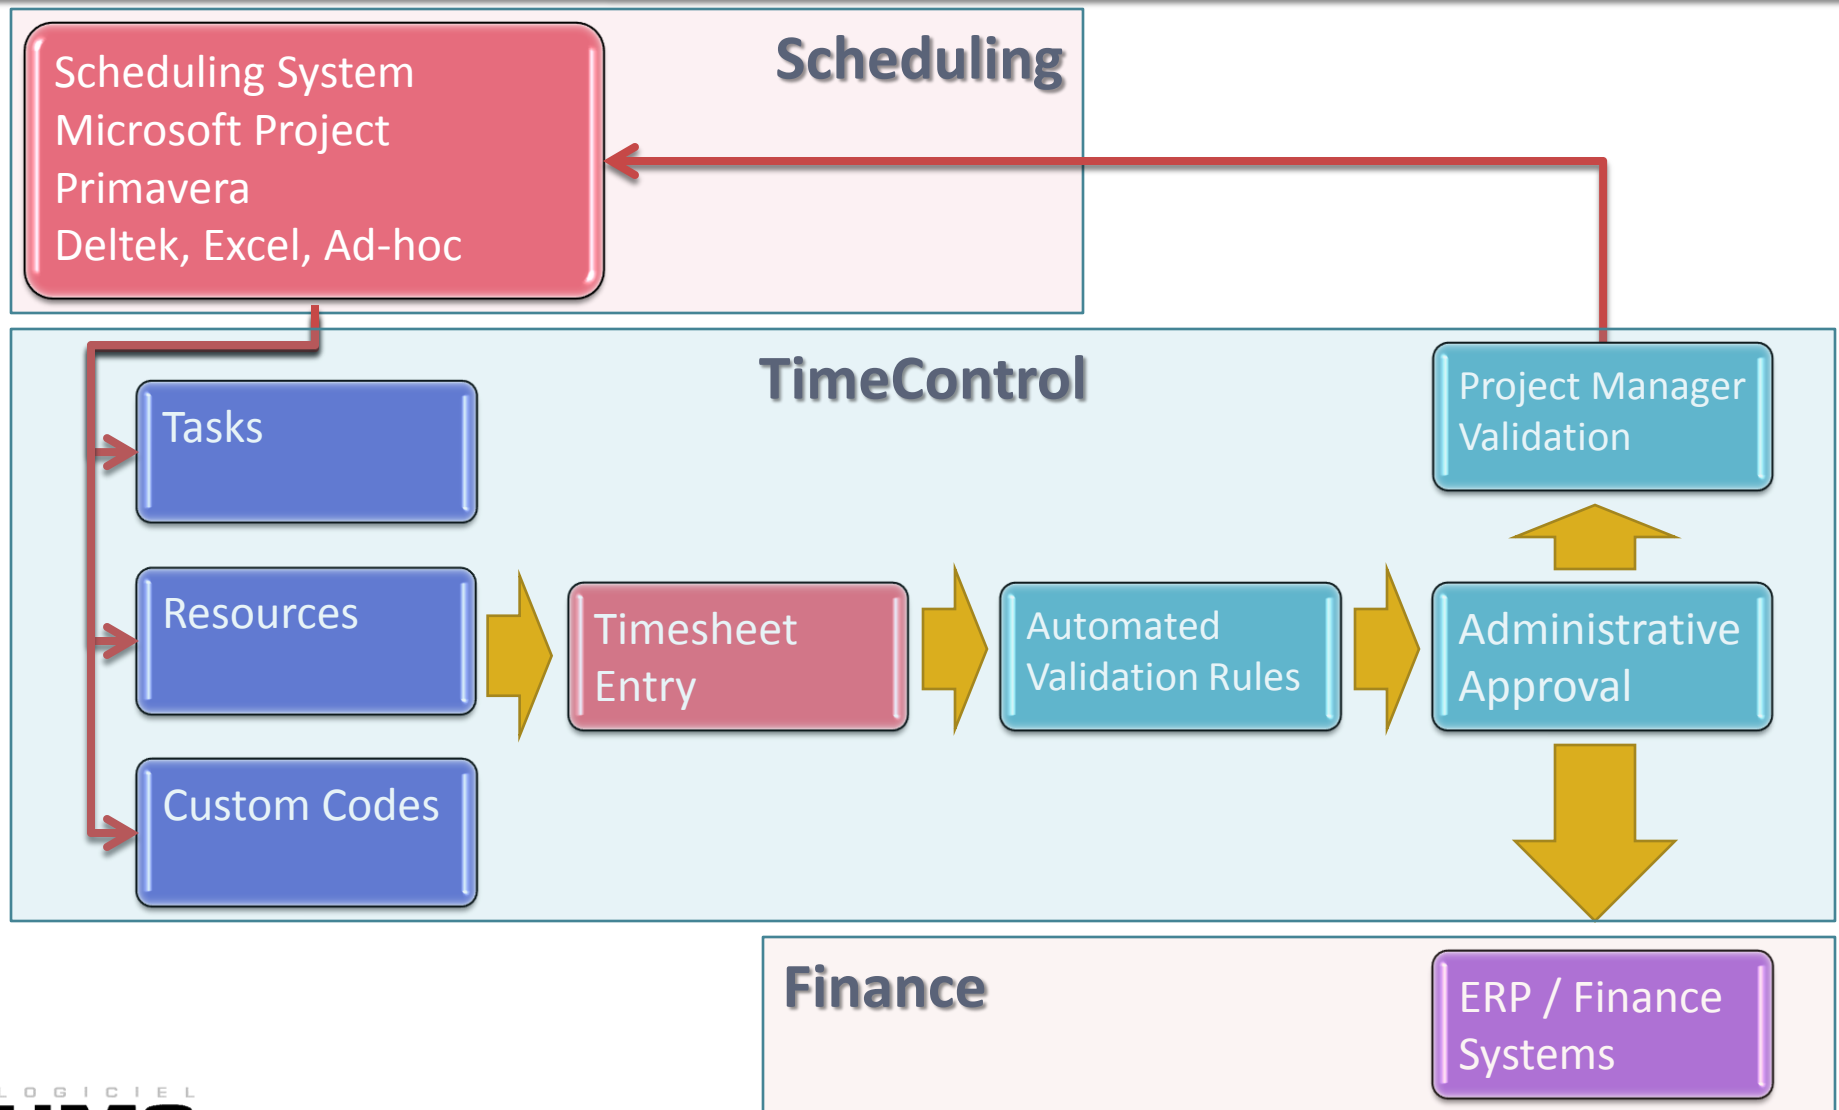 Scheduling
Scheduling System
Microsoft Project
Primavera
Deltek, Excel, Ad-hoc
TimeControl
Project Manager
Validation
Tasks
Resources
Timesheet
Entry
Automated
Validation Rules
Administrative
Approval
Custom Codes
Finance
ERP / Finance
Systems
LOGICIEL